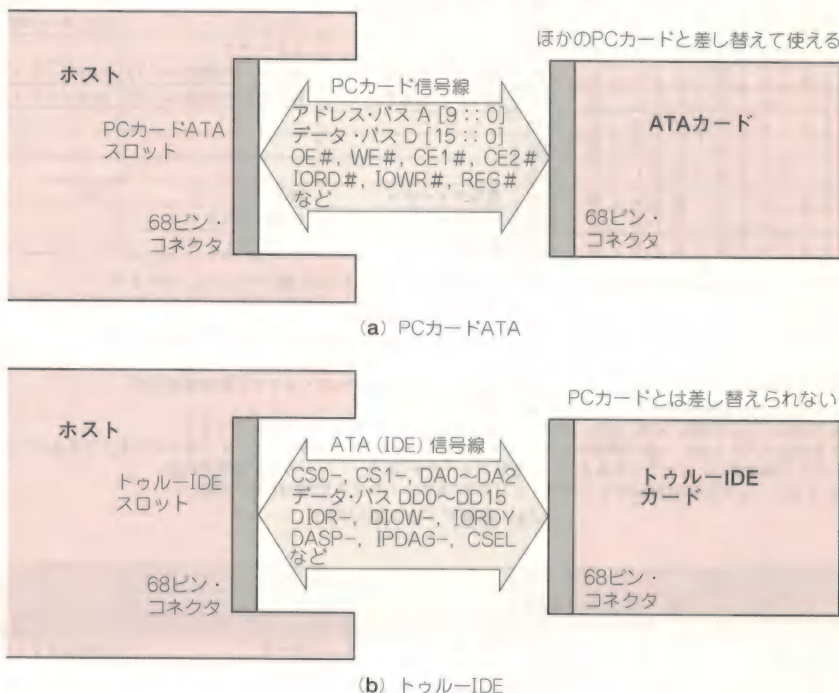 ほかのPCカードと差し替えて使える
ホスト
PCカードATA
スロット
68ピン・
コネクタ
PCカード信号線
アドレス・バス A [9::0]
データ・バス D [15::0]
OE#, WE#, CE1#, CE2#
IORD#, IOWR#, REG#
など
ATAカード
68ピン・
コネクタ
(a) PCカードATA
PCカードとは差し替えられない
ホスト
トゥルーIDE
スロット
68ピン・
コネクタ
ATA (IDE) 信号線
CS0-, CS1-, DA0~DA2
データ・バス DD0~DD15
DIOR-, DIOW-, IORDY
DASP-, IPDAG-, CSEL
など
トゥルーIDE
カード
68ピン・
コネクタ
(b) トゥルーIDE